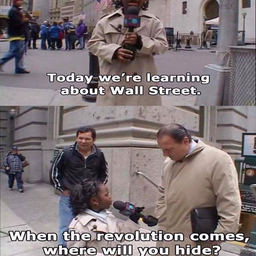 Today we're learning
about Wall Street.
When the revolution comes,
where will you hide?